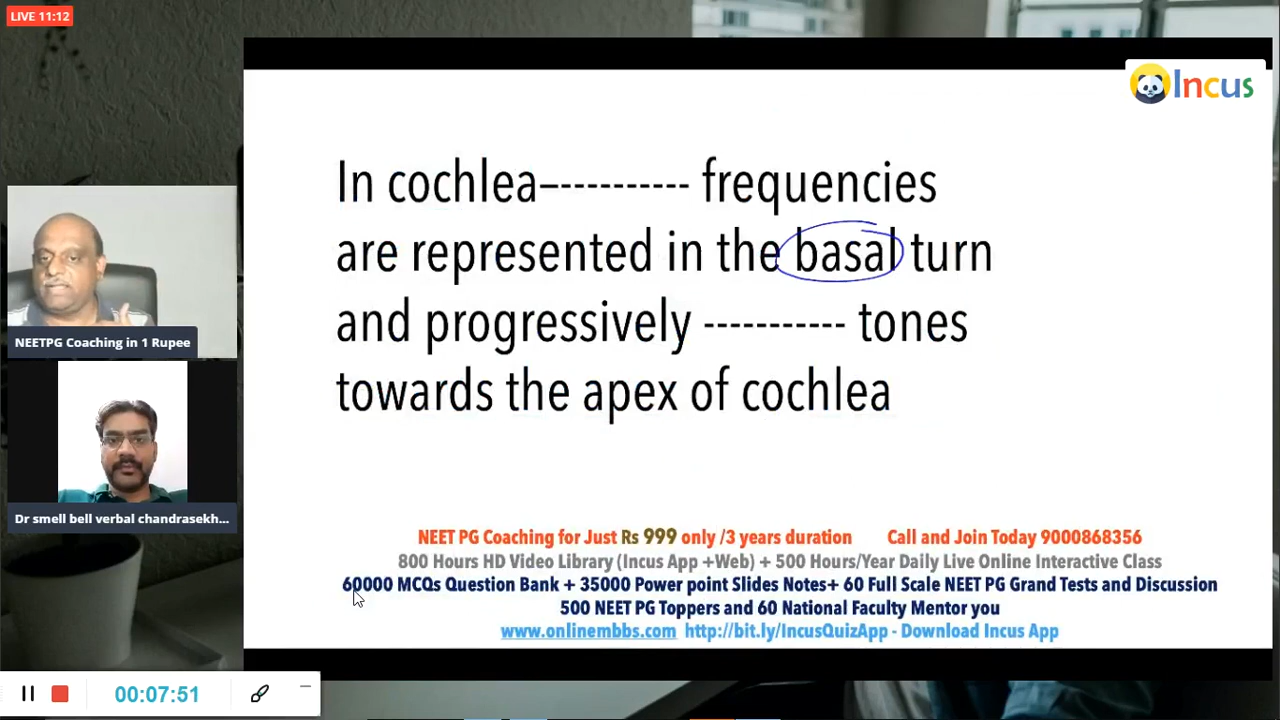 LIVE 11:12
Incus
In cochlea–----------- frequencies
are represented in the basal turn
and progressively ----------- tones
towards the apex of cochlea
NEETPG Coaching in 1 Rupee
Dr smell bell verbal chandrasekh...
NEET PG Coaching for Just Rs 999 only /3 years duration Call and Join Today 9000868356
800 Hours HD Video Library (Incus App +Web) + 500 Hours/Year Daily Live Online Interactive Class
60000 MCQs Question Bank + 35000 Power point Slides Notes+ 60 Full Scale NEET PG Grand Tests and Discussion
500 NEET PG Toppers and 60 National Faculty Mentor you
www.onlinembbs.com http://bit.ly/IncusQuizApp - Download Incus App
00:07:51